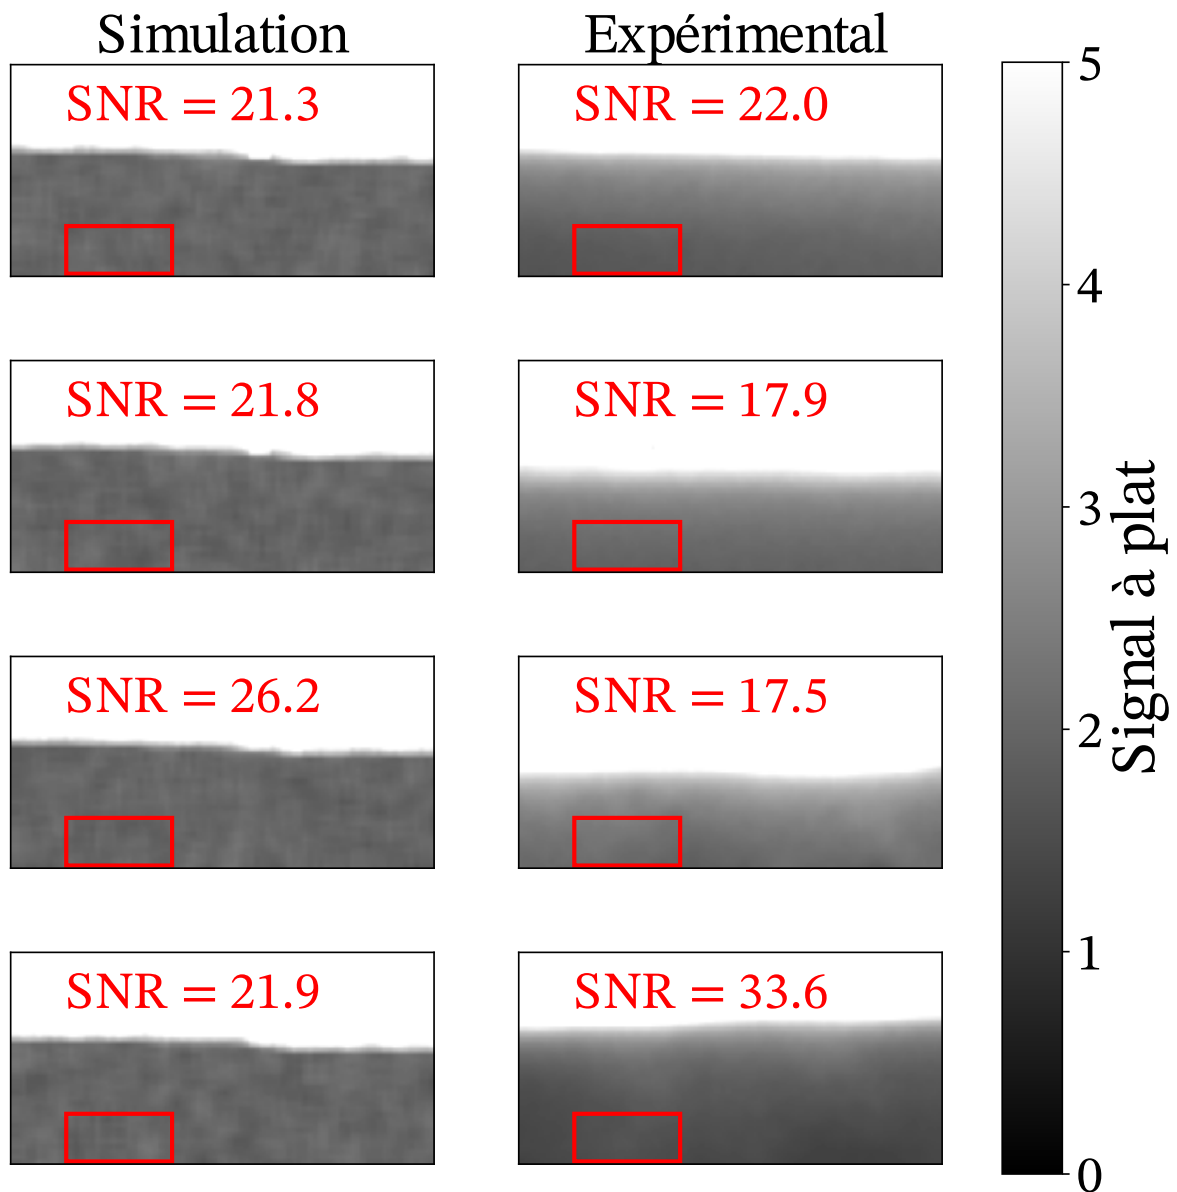 Simulation
Expérimental
SNR = 21.3
SNR = 22.0
SNR = 21.8
SNR = 17.9
SNR = 26.2
SNR = 17.5
SNR = 21.9
SNR = 33.6
5
4
3
2
1
0
Signal à plat